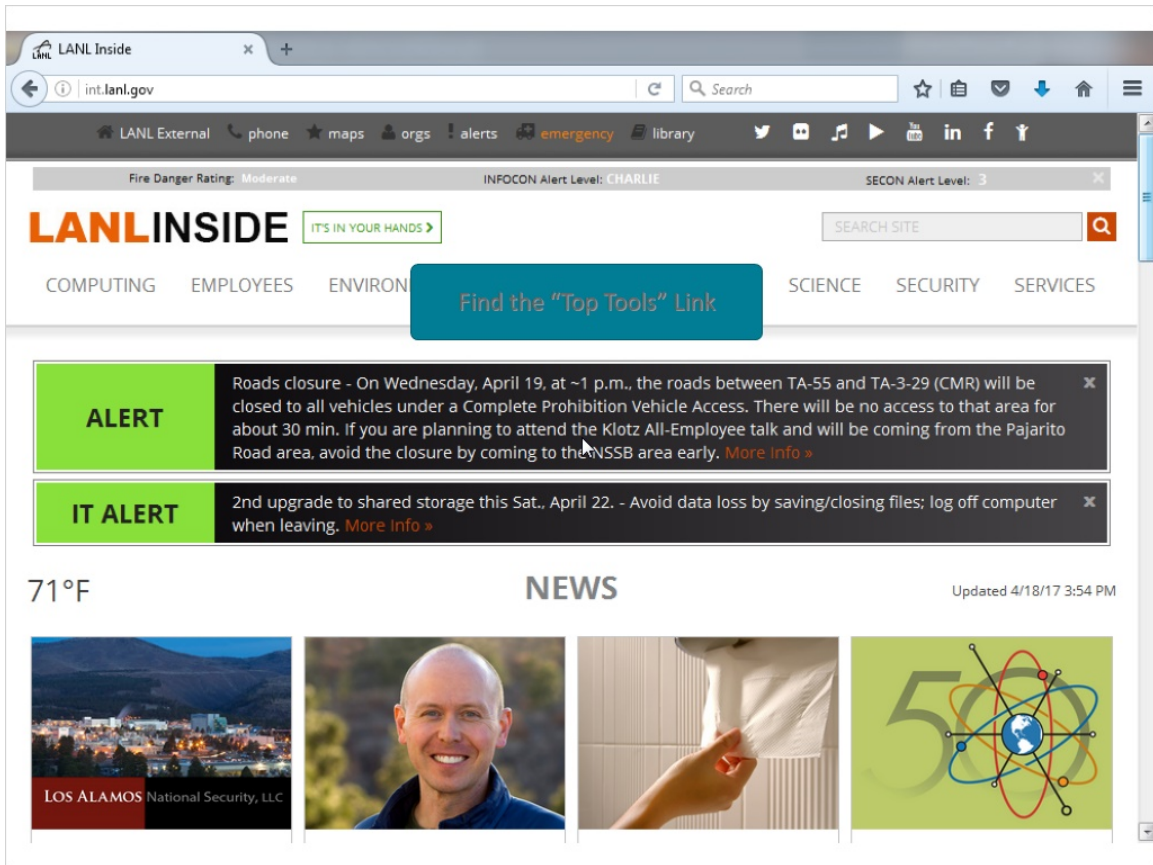 LANL Inside
int.lanl.gov
Search
LANL External phone maps orgs alerts emergency library
You Tube in f
Fire Danger Rating: Moderate INFOCON Alert Level: CHARLIE SECON Alert Level: 3
LANLINSIDE IT'S IN YOUR HANDS SEARCH SITE
COMPUTING EMPLOYEES ENVIRON SCIENCE SECURITY SERVICES
Find the "Top Tools" Link
ALERT
Roads closure - On Wednesday, April 19, at ~1 p.m., the roads between TA-55 and TA-3-29 (CMR) will be
closed to all vehicles under a Complete Prohibition Vehicle Access. There will be no access to that area for
about 30 min. If you are planning to attend the Klotz All-Employee talk and will be coming from the Pajarito
Road area, avoid the closure by coming to the NSSB area early. More Info »
IT ALERT
2nd upgrade to shared storage this Sat., April 22. - Avoid data loss by saving/closing files; log off computer
when leaving. More Info »
71°F NEWS Updated 4/18/17 3:54 PM
LOS ALAMOS National Security, LLC
50